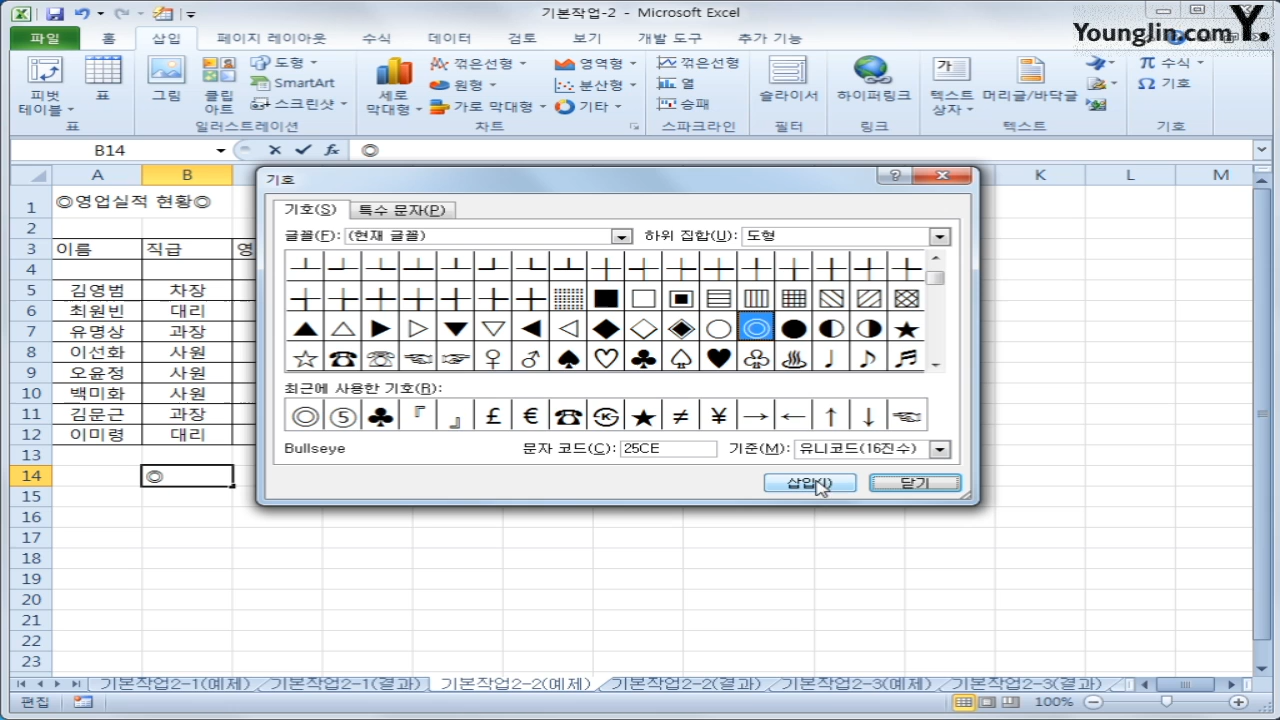 기본작업-2 - Microsoft Excel
Younglin.com Y.
파일 홈 삽입 페이지 레이아웃 수식 데이터 검토 보기 개발 도구 추가 기능
피벗 테이블 표 그림 클립 아트 도형 SmartArt 스크린샷 세로 막대형 꺾은선형 원형 가로 막대형 영역형 분산형 기타 꺾은선형 열 승패 슬라이서 하이퍼링크 텍스트 상자 머리글/바닥글 π 수식 Ω 기호
표 일러스트레이션 차트 스파크라인 필터 링크 텍스트 기호
B14 fx ◎
A B K L M
1 ◎영업실적 현황◎
2
3 이름 직급 영
4
5 김영범 차장
6 최원빈 대리
7 유명상 과장
8 이선화 사원
9 오윤정 사원
10 백미화 사원
11 김문근 과장
12 이미령 대리
13
14 ◎
15
16
17
18
19
20
21
22
23
기호
기호(S) 특수 문자(P)
글꼴(F): (현재 글꼴) 하위 집합(U): 도형
┴ ┴ ┴ ┴ ┴ ┴ ┴ ┻ ┼ ┼ ┼ ┼ ┼ ┼ ┼ ┼ ┼
┼ ┼ ┼ ┼ ┼ ┼ ╋ ▒ ■ □ ▣ ▤ ▥ ▦ ▧ ▨ ▩
▲ △ ▶ ▷ ▼ ▽ ◀ ◁ ◆ ◇ ◈ ○ ◎ ● ◐ ◑ ★
☆ ☎ ☏ ☜ ☞ ♀ ♂ ♠ ♡ ♣ ♤ ♥ ♧ ♨ ♩ ♪ ♬
최근에 사용한 기호(R):
◎ ⑤ ♣ 『 』 £ € ☎ ㉿ ★ ≠ ¥ → ← ↑ ↓ ☜
Bullseye 문자 코드(C): 25CE 기준(M): 유니코드(16진수)
삽입(I) 닫기
기본작업2-1(예제) 기본작업2-1(결과) 기본작업2-2(예제) 기본작업2-2(결과) 기본작업2-3(예제) 기본작업2-3(결과)
편집 100%